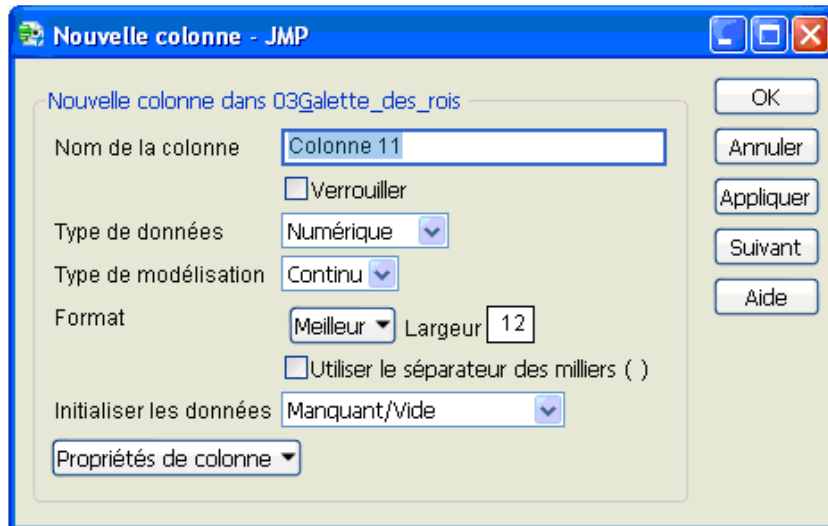 Nouvelle colonne - JMP
Nouvelle colonne dans 03Galette_des_rois
Nom de la colonne Colonne 11
Verrouiller
Type de données Numérique
Type de modélisation Continu
Format Meilleur Largeur 12
Utiliser le séparateur des milliers ( )
Initialiser les données Manquant/Vide
Propriétés de colonne
OK
Annuler
Appliquer
Suivant
Aide